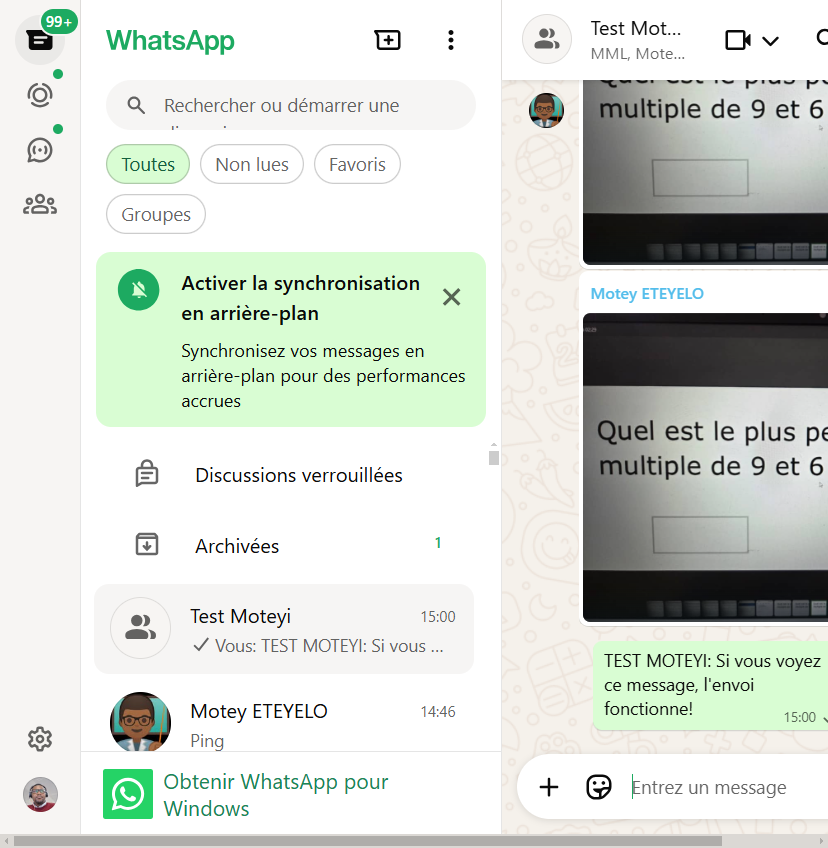 99+
WhatsApp
Rechercher ou démarrer une
Toutes
Non lues
Favoris
Groupes
Activer la synchronisation
en arrière-plan
Synchronisez vos messages en
arrière-plan pour des performances
accrues
Discussions verrouillées
Archivées
1
Test Moteyi
15:00
Vous: TEST MOTEYI: Si vous ...
Motey ETEYELO
14:46
Ping
Obtenir WhatsApp pour
Windows
Test Mot...
MML, Mote...
Quel est le plus pe
multiple de 9 et 6
Motey ETEYELO
Quel est le plus pe
multiple de 9 et 6
TEST MOTEYI: Si vous voyez
ce message, l'envoi
fonctionne!
15:00
Entrez un message